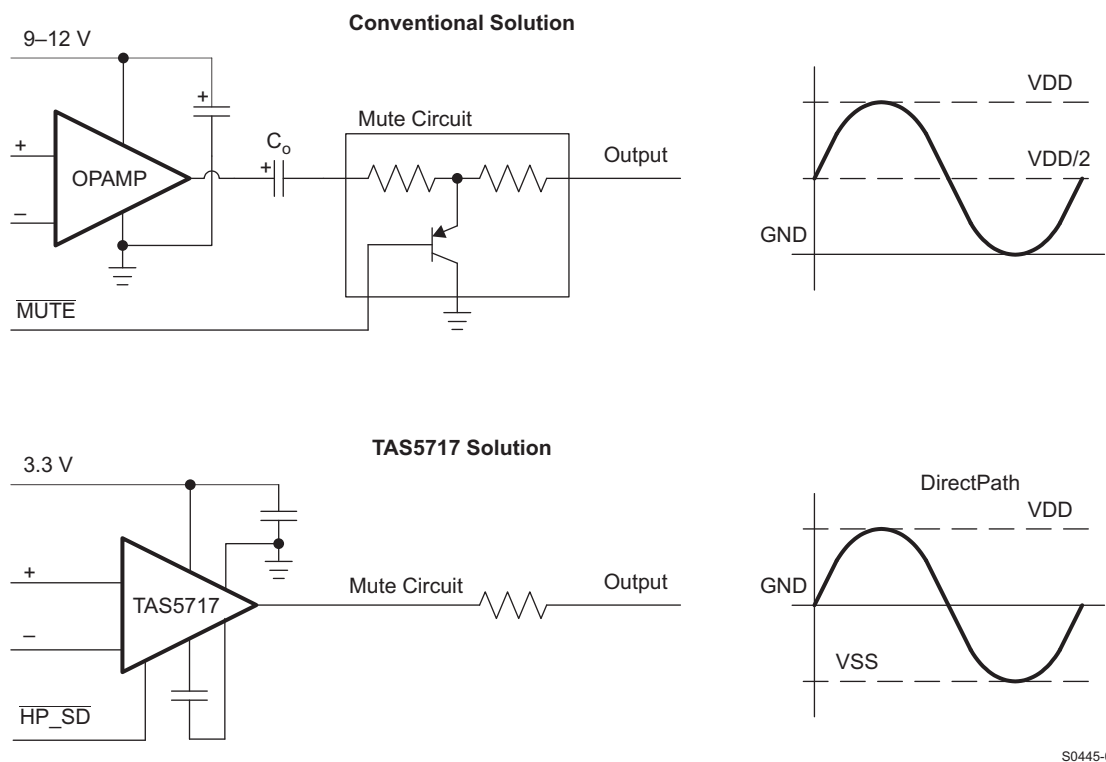 Conventional Solution
9–12 V
+
Mute Circuit
Co
+
+
OPAMP
–
Output
MUTE
VDD
VDD/2
GND
TAS5717 Solution
3.3 V
+
TAS5717
–
Mute Circuit
Output
HP_SD
DirectPath
VDD
GND
VSS